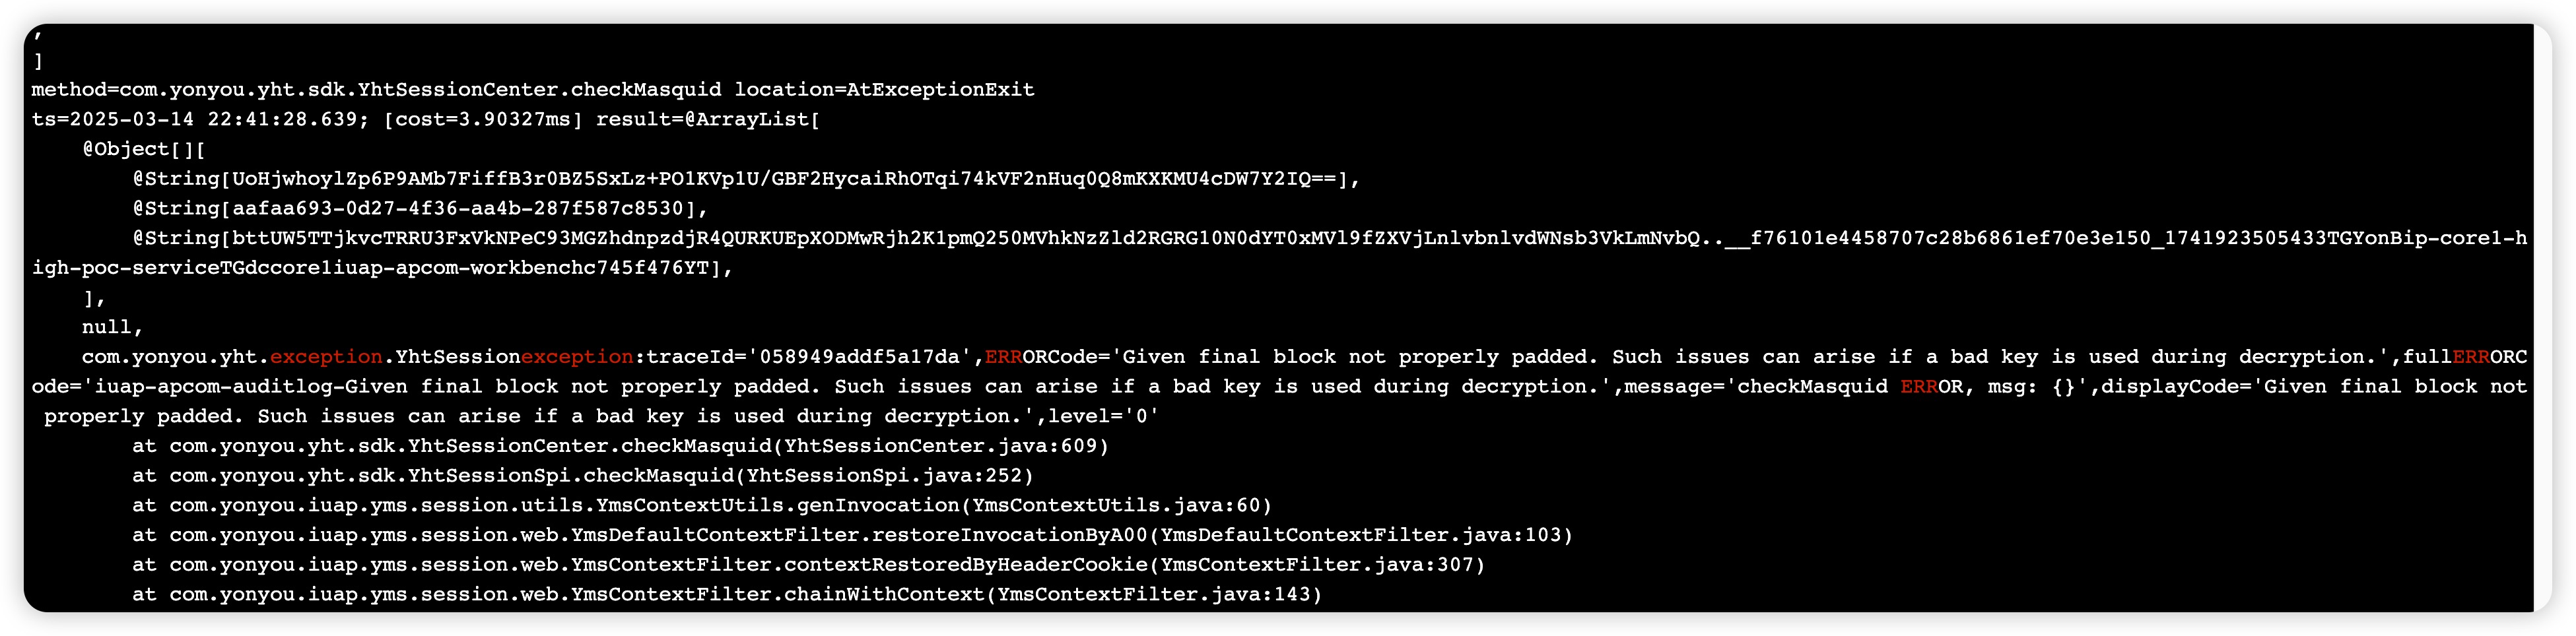 ,
]
method=com.yonyou.yht.sdk.YhtSessionCenter.checkMasquid location=AtExceptionExit
ts=2025-03-14 22:41:28.639; [cost=3.90327ms] result=@ArrayList[
    @Object[][
        @String[UoHjwhoylZp6P9AMb7FiffB3r0BZ5SxLz+PO1KVp1U/GBF2HycaiRhOTqi74kVF2nHuq0Q8mKXKMU4cDW7Y2IQ==],
        @String[aafaa693-0d27-4f36-aa4b-287f587c8530],
        @String[bttUW5TTjkvcTRRU3FxVkNPeC93MGZhdnpzdjR4QURKUEpXODMwRjh2K1pmQ250MVhkNzZld2RGRG10N0dYT0xMVl9fZXVjLnlvbnlvdWNsb3VkLmNvbQ..__f76101e4458707c28b6861ef70e3e150_1741923505433TGYonBip-core1-h
igh-poc-serviceTGdccore1iuap-apcom-workbenchc745f476YT],
    ],
    null,
    com.yonyou.yht.exception.YhtSessionexception:traceId='058949addf5a17da',ERRORCode='Given final block not properly padded. Such issues can arise if a bad key is used during decryption.',fullERRORC
ode='iuap-apcom-auditlog-Given final block not properly padded. Such issues can arise if a bad key is used during decryption.',message='checkMasquid ERROR, msg: {}',displayCode='Given final block not
 properly padded. Such issues can arise if a bad key is used during decryption.',level='0'
        at com.yonyou.yht.sdk.YhtSessionCenter.checkMasquid(YhtSessionCenter.java:609)
        at com.yonyou.yht.sdk.YhtSessionSpi.checkMasquid(YhtSessionSpi.java:252)
        at com.yonyou.iuap.yms.session.utils.YmsContextUtils.genInvocation(YmsContextUtils.java:60)
        at com.yonyou.iuap.yms.session.web.YmsDefaultContextFilter.restoreInvocationByA00(YmsDefaultContextFilter.java:103)
        at com.yonyou.iuap.yms.session.web.YmsContextFilter.contextRestoredByHeaderCookie(YmsContextFilter.java:307)
        at com.yonyou.iuap.yms.session.web.YmsContextFilter.chainWithContext(YmsContextFilter.java:143)